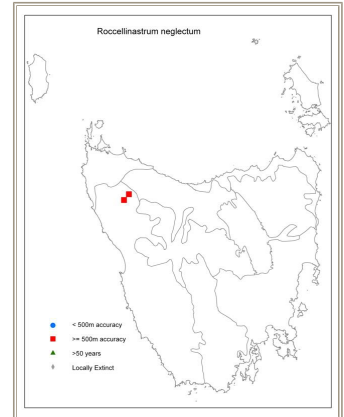 Roccellinastrum neglectum
< 500m accuracy
>= 500m accuracy
>50 years
Locally Extinct